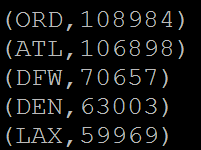 (ORD,108984)
(ATL,106898)
(DFW,70657)
(DEN,63003)
(LAX,59969)